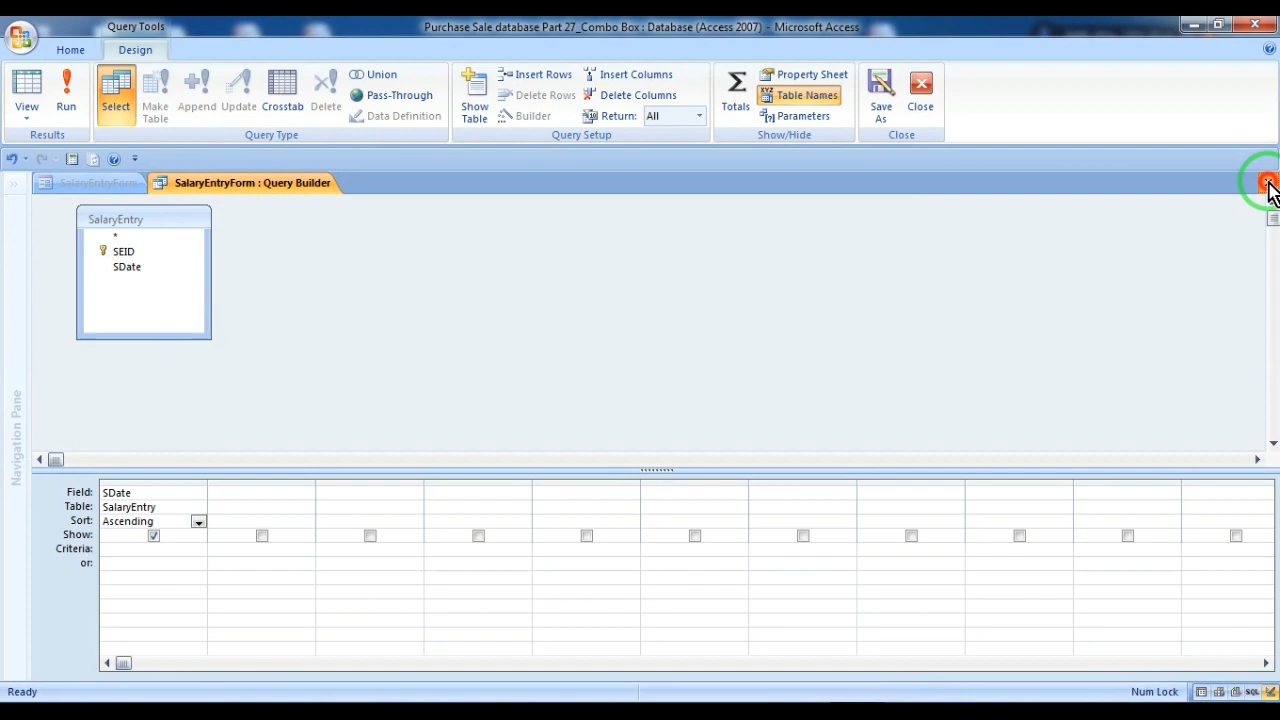 Query Tools
Purchase Sale database Part 27_Combo Box : Database (Access 2007) - Microsoft Access
Home
Design
View
Run
Results
Select
Make Table
Append
Update
Crosstab
Delete
Union
Pass-Through
Data Definition
Query Type
Show Table
Insert Rows
Delete Rows
Builder
Insert Columns
Delete Columns
Return: All
Query Setup
Totals
Property Sheet
Table Names
Parameters
Show/Hide
Save As
Close
Close
SalaryEntryForm
SalaryEntryForm : Query Builder
SalaryEntry
*
SEID
SDate
Navigation Pane
Field: SDate
Table: SalaryEntry
Sort: Ascending
Show:
Criteria:
or:
Ready
Num Lock
SQL